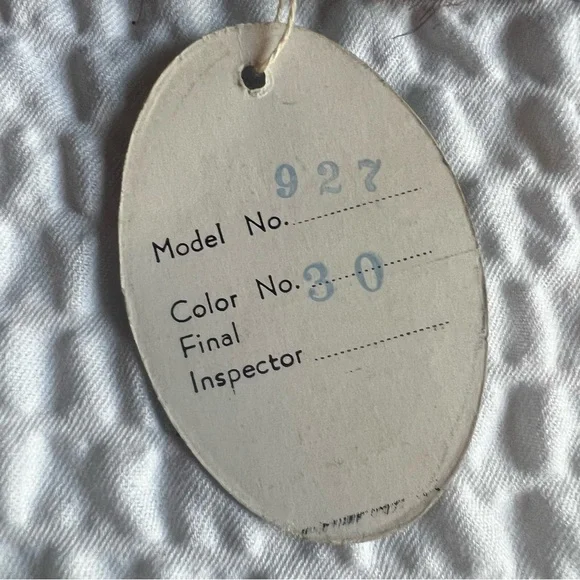 Model No. 927
Color No. 30
Final
Inspector